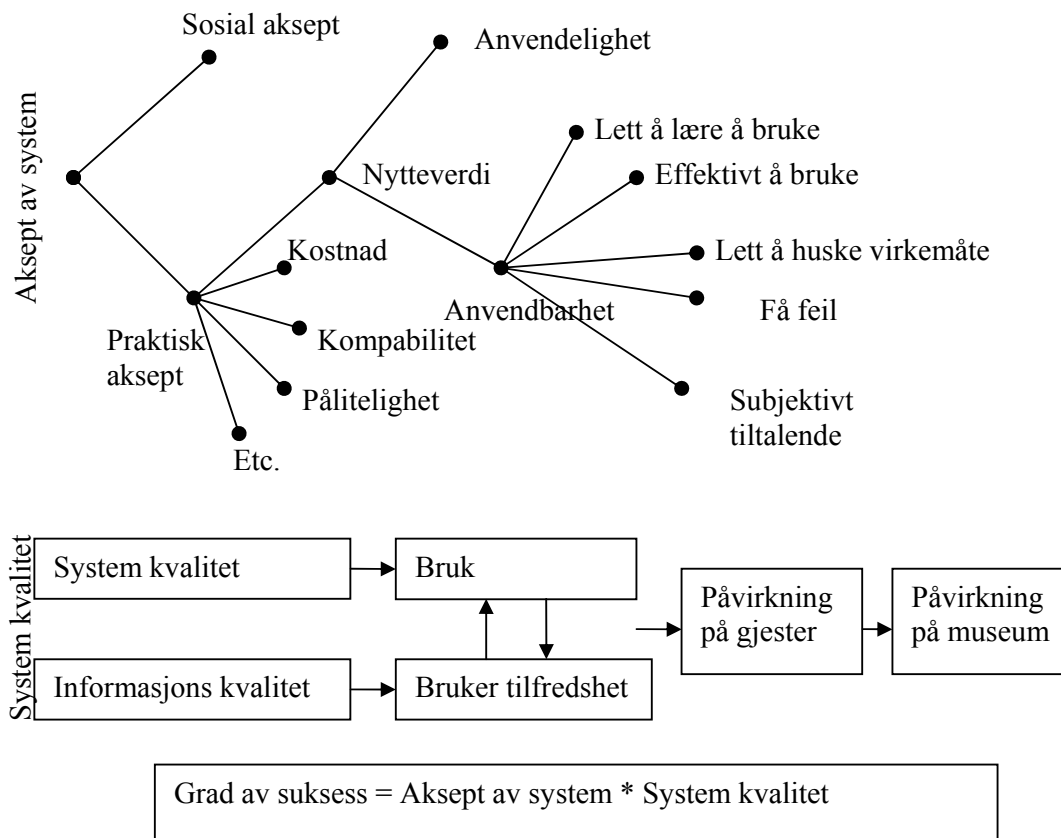 Aksept av system
Sosial aksept
Anvendelighet
Lett å lære å bruke
Nytteverdi
Effektivt å bruke
Kostnad
Lett å huske virkemåte
Anvendbarhet
Få feil
Praktisk
aksept
Kompabilitet
Pålitelighet
Subjektivt
tiltalende
Etc.
System kvalitet
System kvalitet
Bruk
Påvirkning
på gjester
Påvirkning
på museum
Informasjons kvalitet
Bruker tilfredshet
Grad av suksess = Aksept av system * System kvalitet